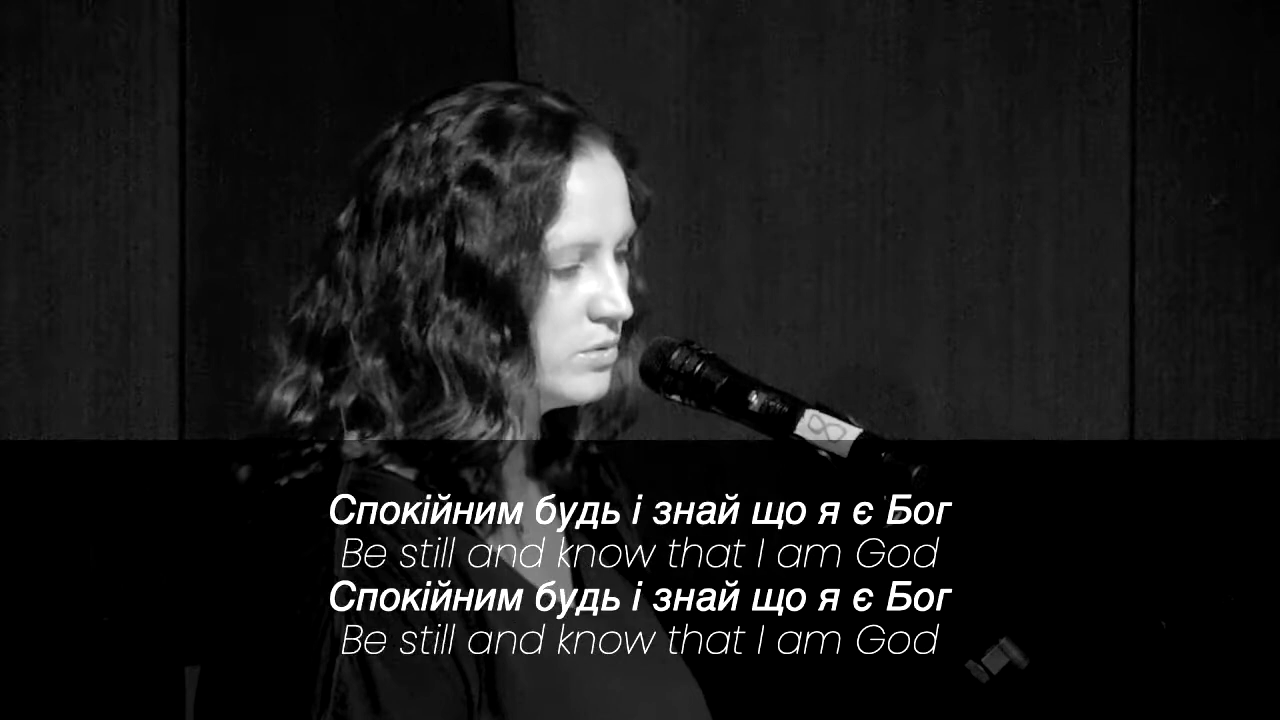 8
Спокійним будь і знай що я є Бог
Be still and know that I am God
Спокійним будь і знай що я є Бог
Be still and know that I am God